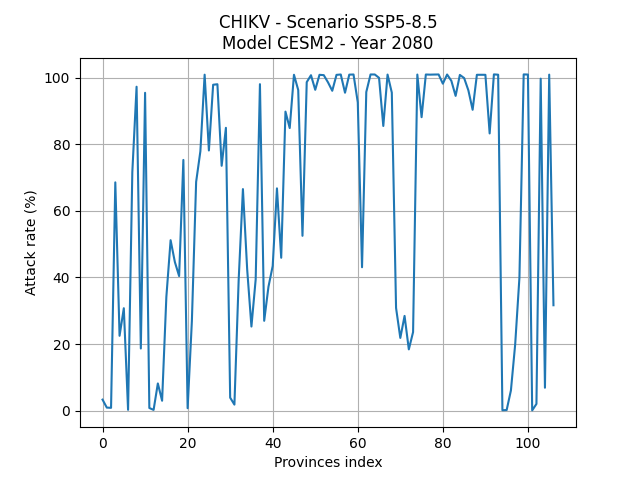 CHIKV - Scenario SSP5-8.5
Model CESM2 - Year 2080
Attack rate (%)
100
80
60
40
20
0
0 20 40 60 80 100
Provinces index